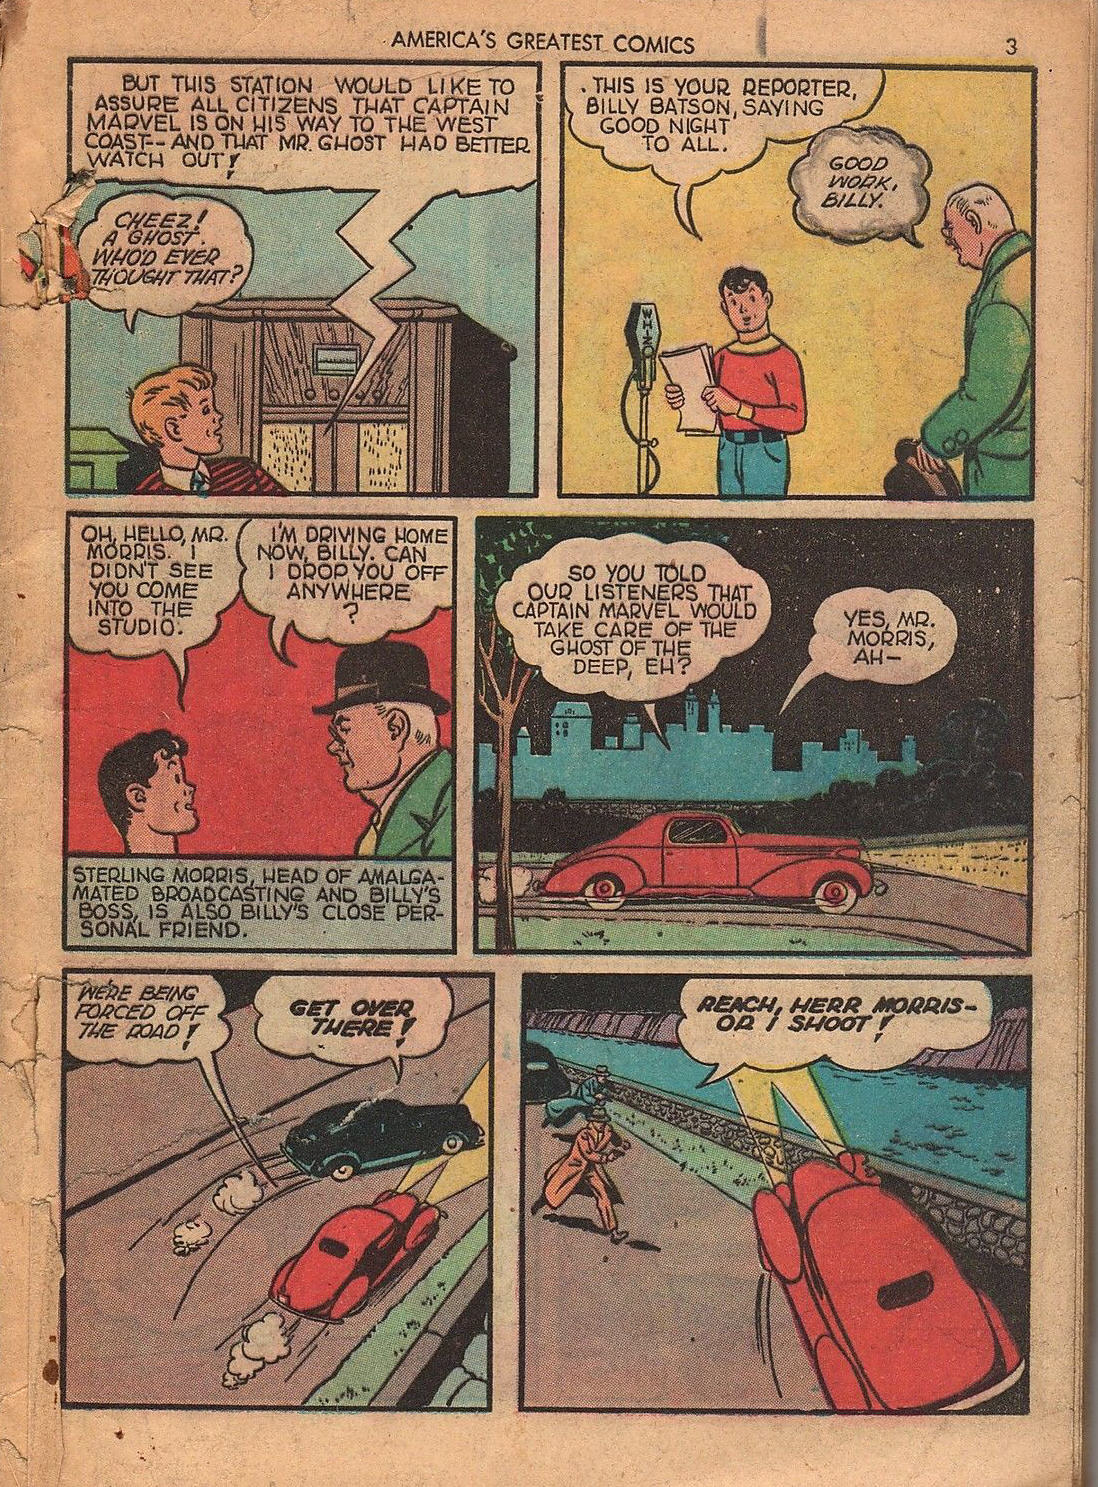 AMERICA'S GREATEST COMICS
3
BUT THIS STATION WOULD LIKE TO
ASSURE ALL CITIZENS THAT CAPTAIN
MARVEL IS ON HIS WAY TO THE WEST
COAST-- AND THAT MR. GHOST HAD BETTER
WATCH OUT!
CHEEZ!
A GHOST.
WHO'D EVER
THOUGHT THAT?
THIS IS YOUR REPORTER,
BILLY BATSON, SAYING
GOOD NIGHT
TO ALL.
GOOD
WORK,
BILLY.
WHIZ
OH, HELLO, MR.
MORRIS. I
DIDN'T SEE
YOU COME
INTO THE
STUDIO.
I'M DRIVING HOME
NOW, BILLY. CAN
I DROP YOU OFF
ANYWHERE
?
STERLING MORRIS, HEAD OF AMALGA-
MATED BROADCASTING AND BILLY'S
BOSS, IS ALSO BILLY'S CLOSE PER-
SONAL FRIEND.
SO YOU TOLD
OUR LISTENERS THAT
CAPTAIN MARVEL WOULD
TAKE CARE OF THE
GHOST OF THE
DEEP, EH?
YES, MR.
MORRIS,
AH—
WE'RE BEING
FORCED OFF
THE ROAD!
GET OVER
THERE!
REACH, HERR MORRIS—
OR I SHOOT!